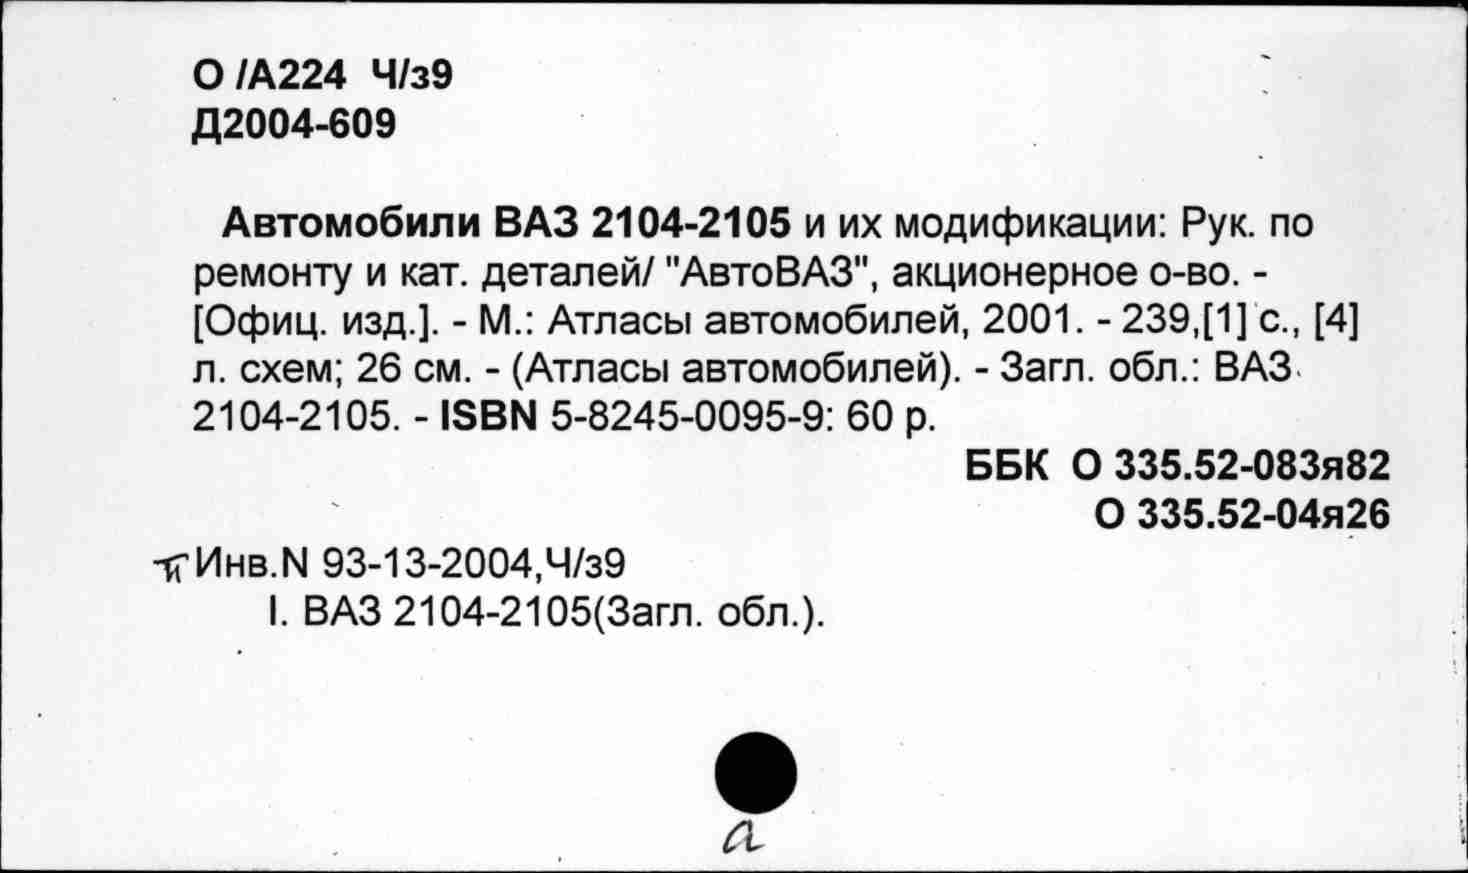 О /А224 Ч/з9
Д2004-609
Автомобили ВАЗ 2104-2105 и их модификации: Рук. по
ремонту и кат. деталей/ "АвтоВАЗ", акционерное о-во. -
[Офиц. изд.]. - М.: Атласы автомобилей, 2001. - 239,[1] с., [4]
л. схем; 26 см. - (Атласы автомобилей). - Загл. обл.: ВАЗ
2104-2105. - ISBN 5-8245-0095-9: 60 р.
ББК О 335.52-083я82
О 335.52-04я26
Инв.N 93-13-2004,Ч/з9
I. ВАЗ 2104-2105(Загл. обл.).
а